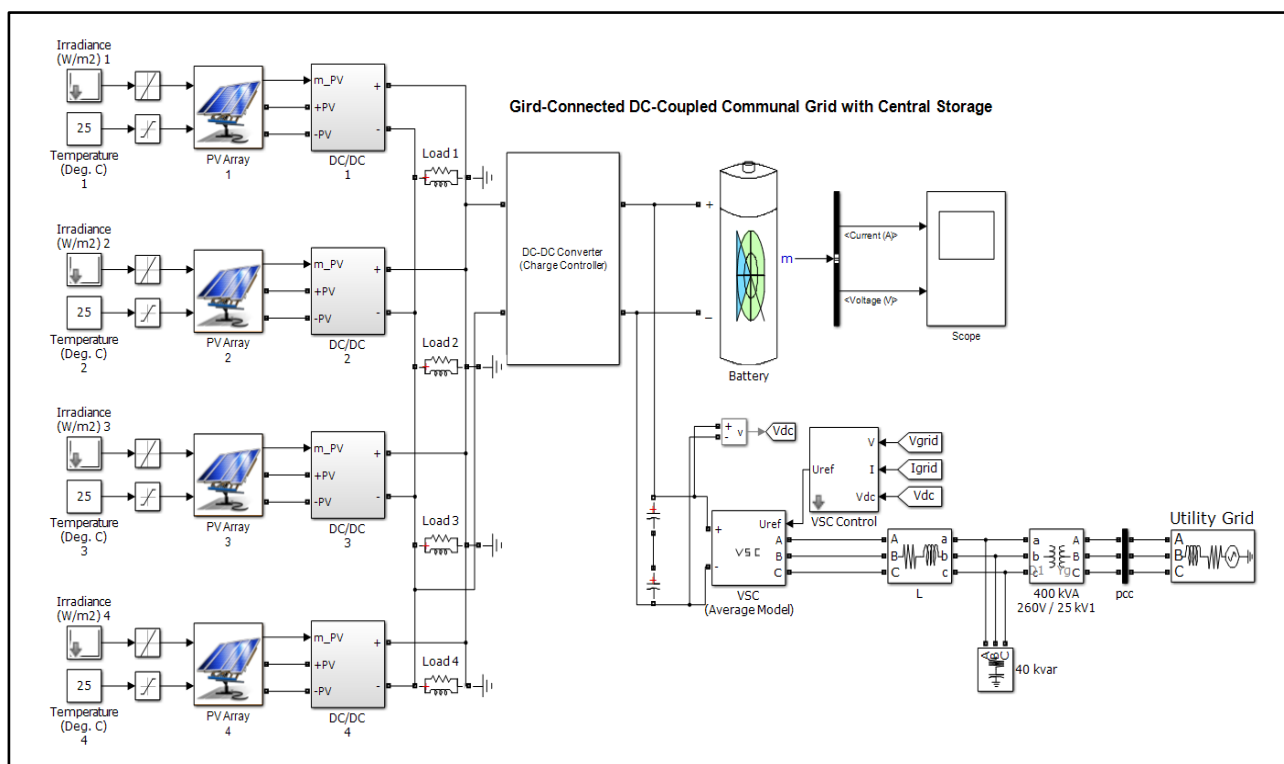 Gird-Connected DC-Coupled Communal Grid with Central Storage
Irradiance
(W/m2) 1
25
Temperature
(Deg. C)
1
PV Array
1
m_PV
+PV
-PV
+
-
DC/DC
1
Load 1
Irradiance
(W/m2) 2
25
Temperature
(Deg. C)
2
PV Array
2
m_PV
+PV
-PV
+
-
DC/DC
2
Load 2
Irradiance
(W/m2) 3
25
Temperature
(Deg. C)
3
PV Array
3
m_PV
+PV
-PV
+
-
DC/DC
3
Load 3
Irradiance
(W/m2) 4
25
Temperature
(Deg. C)
4
PV Array
4
m_PV
+PV
-PV
+
-
DC/DC
4
Load 4
DC-DC Converter
(Charge Controller)
+
–
m
Battery
<Current (A)>
<Voltage (V)>
Scope
+
-
v
Vdc
Uref
V
I
Vdc
VSC Control
Vgrid
Igrid
Vdc
+
-
Uref
VSC
A
B
C
VSC
(Average Model)
A
B
C
a
b
c
L
a
b
c
Yg
A
B
C
400 kVA
260V / 25 kV1
pcc
Utility Grid
A
B
C
A
B
C
40 kvar